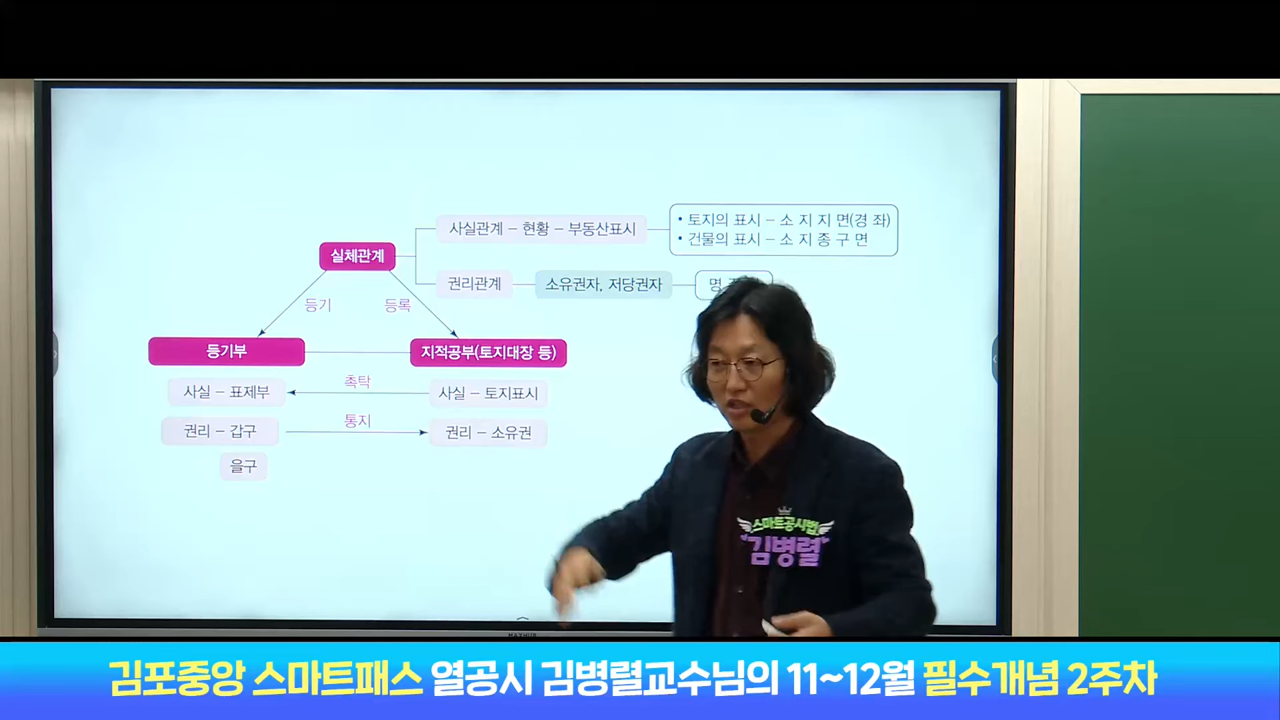 사실관계 – 현황 – 부동산표시
• 토지의 표시 – 소 지 지 면(경 좌)
• 건물의 표시 – 소 지 종 구 면
실체관계
권리관계
소유권자, 저당권자
명
등기
등록
등기부
지적공부(토지대장 등)
사실 – 표제부
촉탁
사실 – 토지표시
권리 – 갑구
통지
권리 – 소유권
을구
스마트공시법
"김병렬"
김포중앙 스마트패스 열공시 김병렬교수님의 11~12월 필수개념 2주차